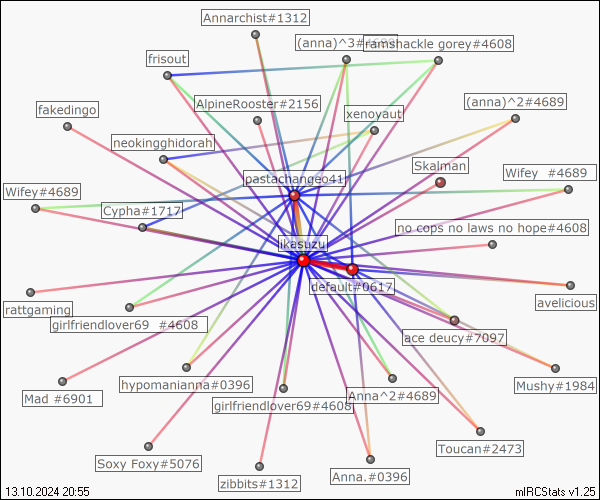 Annarchist#1312
(anna)^3#4689
ramshackle gorey#4608
frisout
AlpineRooster#2156
(anna)^2#4689
fakedingo
xenoyaut
neokingghidorah
Skalman
Wifey #4689
pastachango41
Wifey#4689
Cypha#1717
no cops no laws no hope#4608
ikasuzu
default#0617
rattgaming
avelicious
girlfriendlover69 #4608
ace deucy#7097
hypomanianna#0396
Mushy#1984
Mad #6901
girlfriendlover69#4608
Anna^2#4689
Toucan#2473
Soxy Foxy#5076
zibbits#1312
Anna.#0396
13.10.2024 20:55
mIRCStats v1.25